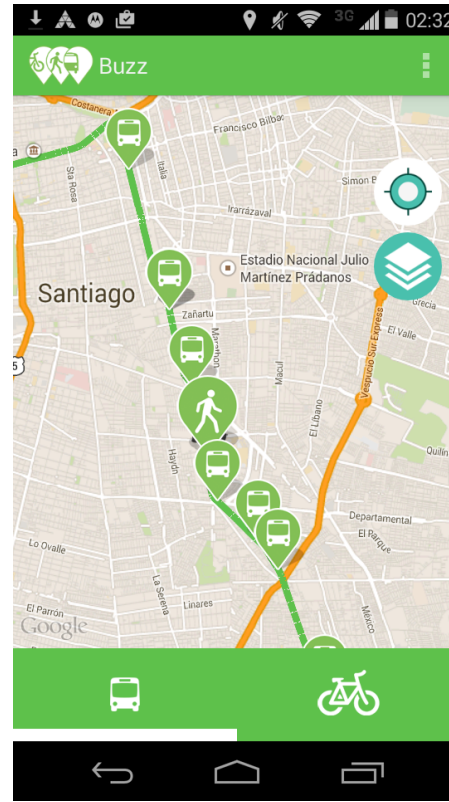 3G
02:32
Buzz
Costanera
Francisco Bilbao
a
Sta Rosa
Italia
Simon B
Irarrázaval
Estadio Nacional Julio
Martínez Prádanos
Santiago
Grecia
Zañartu
El Valle
Marathon
Vespucio Sur Express
5
Macul
El Líbano
Quilín
Haydn
Departamental
El Parque
Lo Ovalle
La Serena
Linares
México
El Parrón
Google